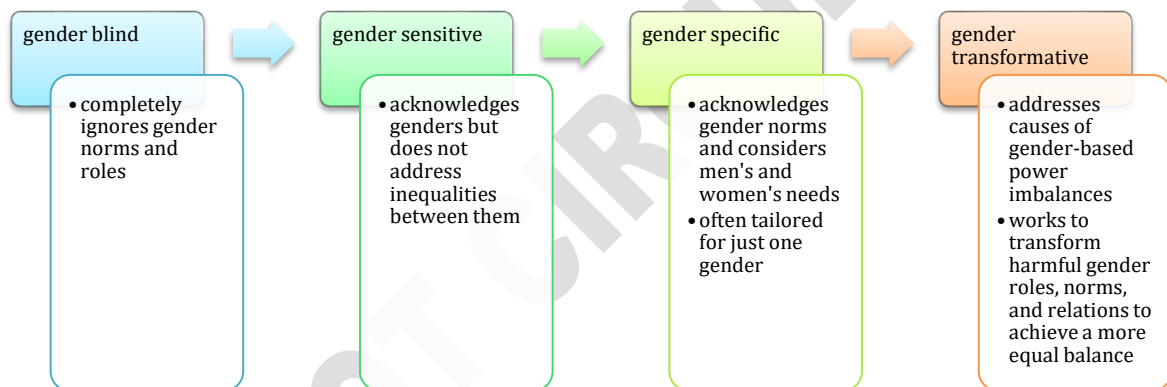 gender blind
• completely
ignores gender
norms and
roles
gender sensitive
• acknowledges
genders but
does not
address
inequalities
between them
gender specific
• acknowledges
gender norms
and considers
men's and
women's needs
• often tailored
for just one
gender
gender
transformative
• addresses
causes of
gender-based
power
imbalances
• works to
transform
harmful gender
roles, norms,
and relations to
achieve a more
equal balance